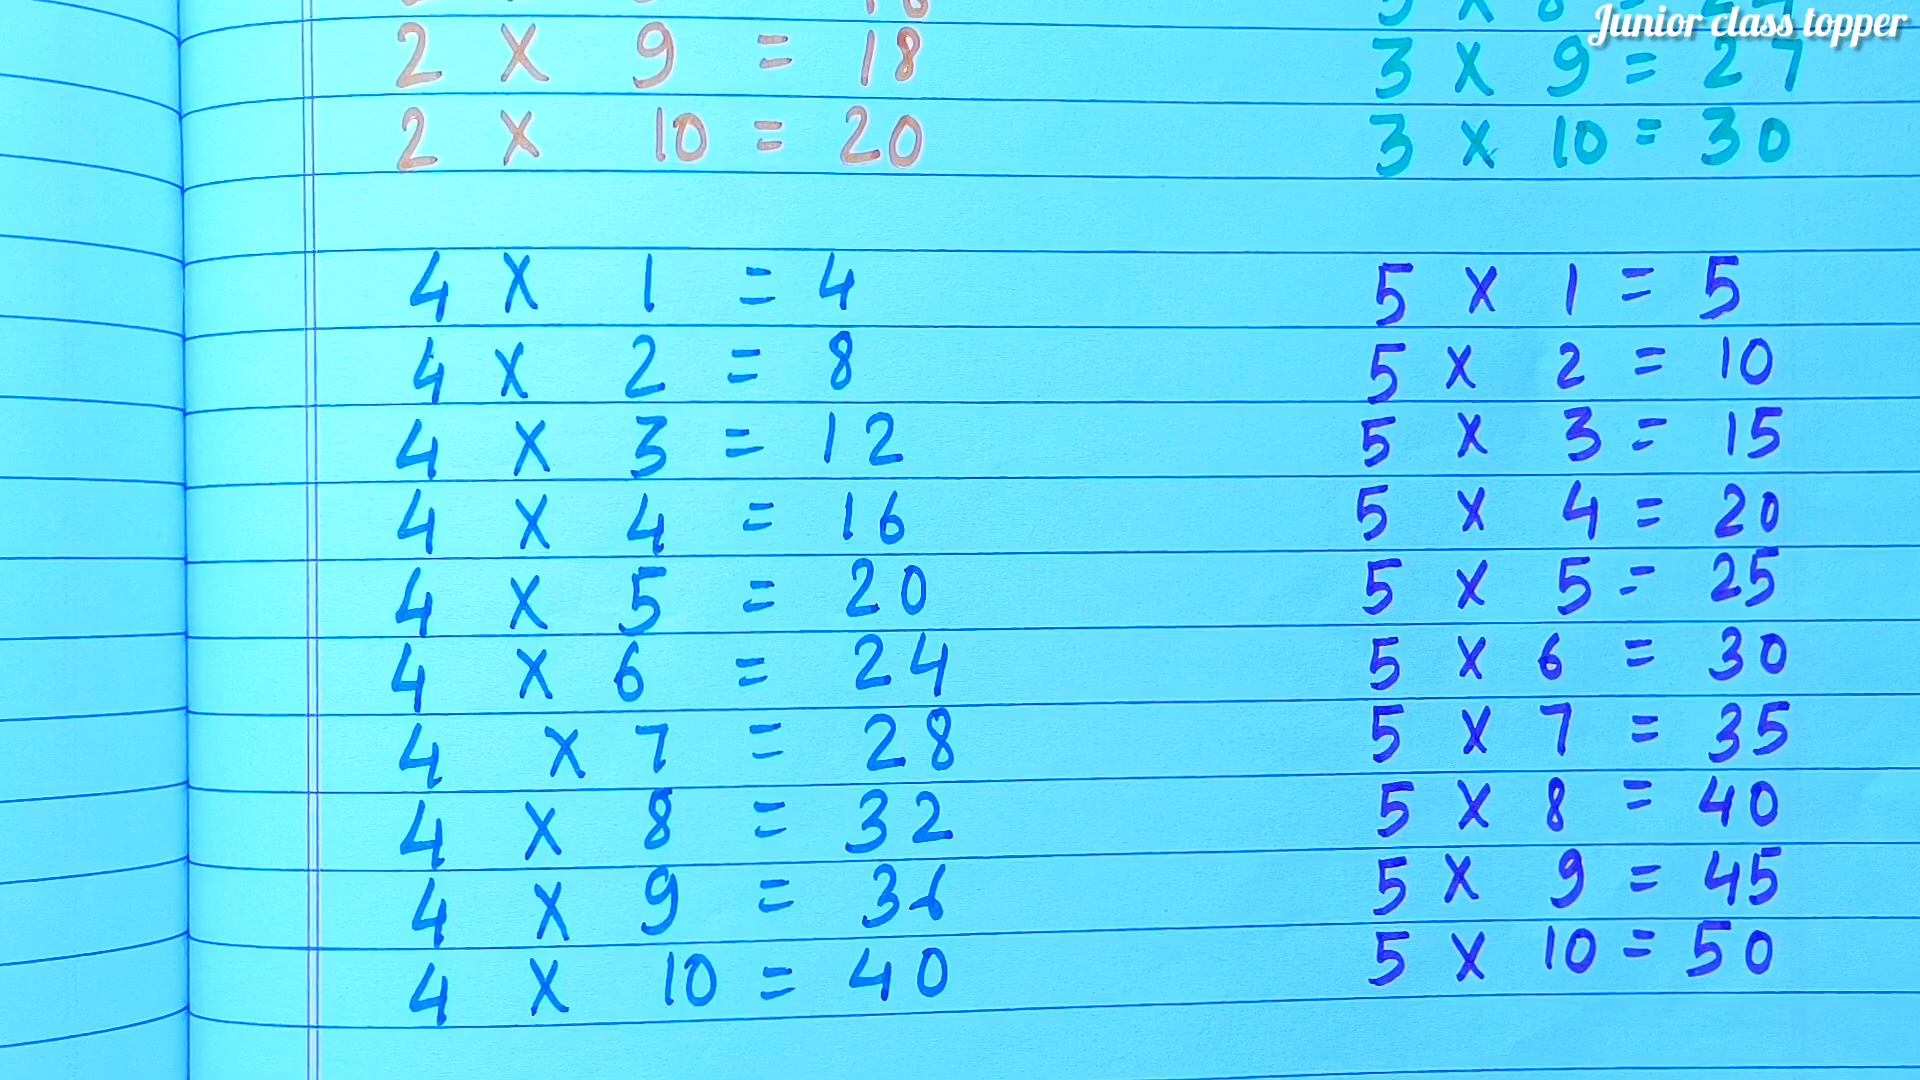 Junior class topper
2 X 9 = 18
3 X 9 = 27
2 X 10 = 20
3 X 10 = 30
4 X 1 = 4
5 X 1 = 5
4 X 2 = 8
5 X 2 = 10
4 X 3 = 12
5 X 3 = 15
4 X 4 = 16
5 X 4 = 20
4 X 5 = 20
5 X 5 = 25
4 X 6 = 24
5 X 6 = 30
4 X 7 = 28
5 X 7 = 35
4 X 8 = 32
5 X 8 = 40
4 X 9 = 36
5 X 9 = 45
4 X 10 = 40
5 X 10 = 50